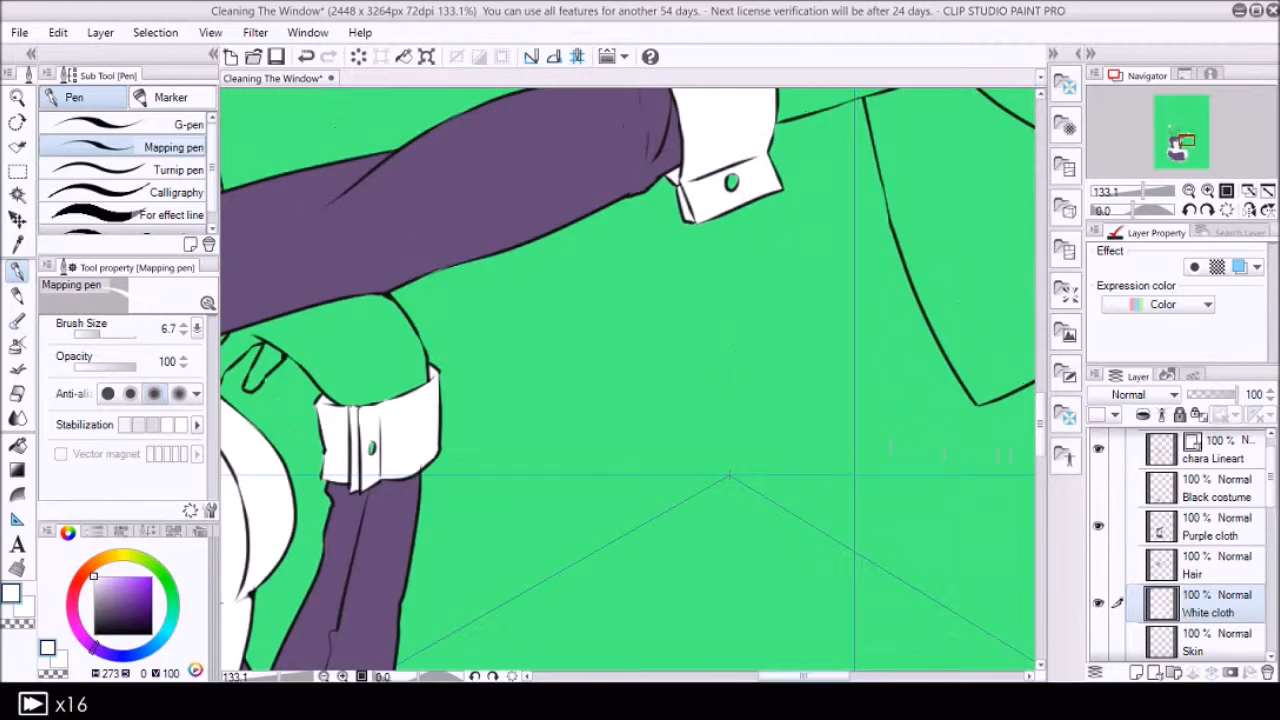 Cleaning The Window* (2448 x 3264px 72dpi 133.1%) You can use all features for another 54 days. - Next license verification will be after 24 days. - CLIP STUDIO PAINT PRO
File Edit Layer Selection View Filter Window Help
Sub Tool [Pen]
Cleaning The Window*
Navigator
Pen Marker
G-pen
Mapping pen
Turnip pen
Calligraphy
For effect line
Tool property [Mapping pen]
Mapping pen
Brush Size 6.7
Opacity 100
Anti-ali
Stabilization
Vector magnet
A
H 273 S 0 V 100
133.1
0.0
133.1
0.0
Layer Property Search Layer
Effect
Expression color
Color
Layer
Normal 100
100 % N...
chara Lineart
100 % Normal
Black costume
100 % Normal
Purple cloth
100 % Normal
Hair
100 % Normal
White cloth
100 % Normal
Skin
x16